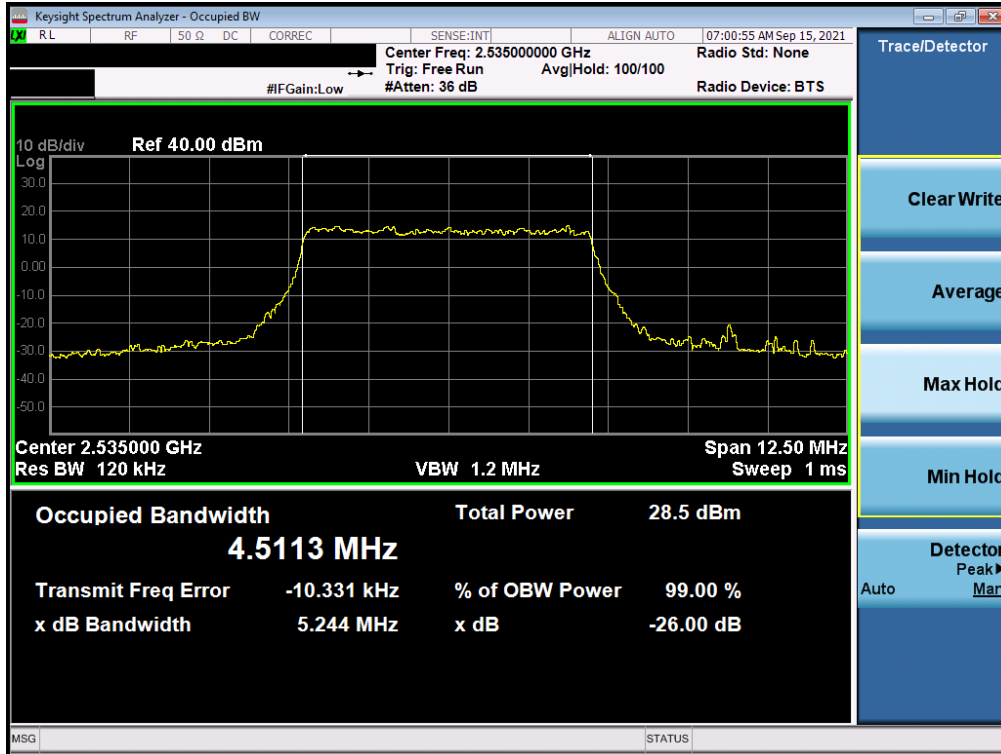 Keysight Spectrum Analyzer - Occupied BW
LXI RL RF 50 Ω DC CORREC SENSE:INT ALIGN AUTO 07:00:55 AM Sep 15, 2021
Center Freq: 2.535000000 GHz Radio Std: None
Trig: Free Run Avg|Hold: 100/100
#IFGain:Low #Atten: 36 dB Radio Device: BTS
Trace/Detector
10 dB/div Ref 40.00 dBm
Log
30.0
20.0
10.0
0.00
-10.0
-20.0
-30.0
-40.0
-50.0
Center 2.535000 GHz Span 12.50 MHz
Res BW 120 kHz VBW 1.2 MHz Sweep 1 ms
Occupied Bandwidth Total Power 28.5 dBm
4.5113 MHz
Transmit Freq Error -10.331 kHz % of OBW Power 99.00 %
x dB Bandwidth 5.244 MHz x dB -26.00 dB
Clear Write
Average
Max Hold
Min Hold
Detector
Peak▶
Auto Man
MSG STATUS